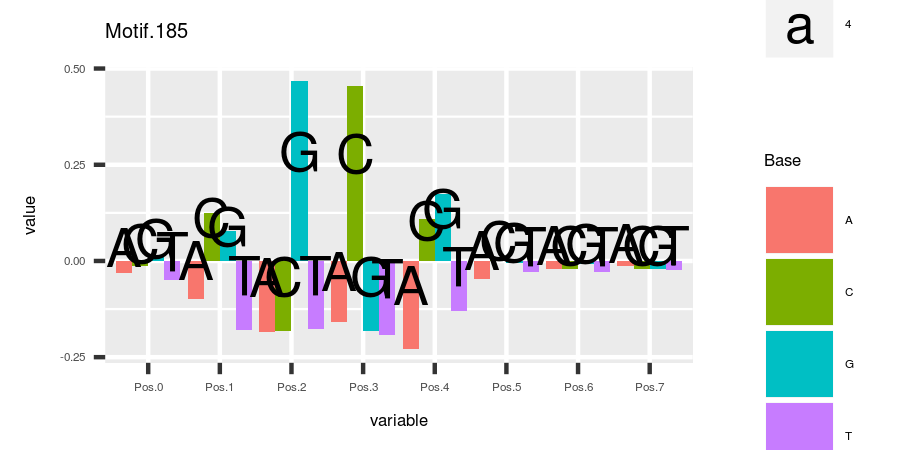 Motif.185
a 4
0.50
0.25
0.00
-0.25
value
A C G T A C G T A C G T A C G T A C G T A C G T A C G T A C G T
Pos.0 Pos.1 Pos.2 Pos.3 Pos.4 Pos.5 Pos.6 Pos.7
variable
Base
A
C
G
T